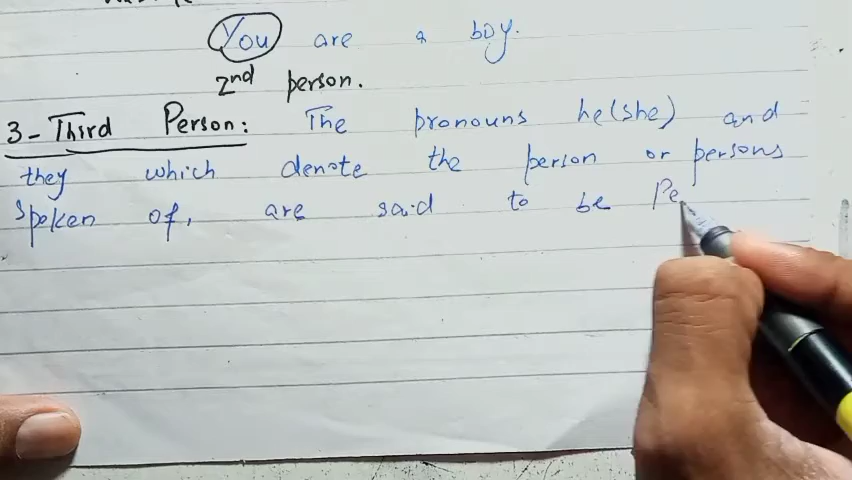 You are a boy.
2nd person.
3- Third Person: The pronouns he(she) and
they which denote the person or persons
spoken of, are said to be Pe